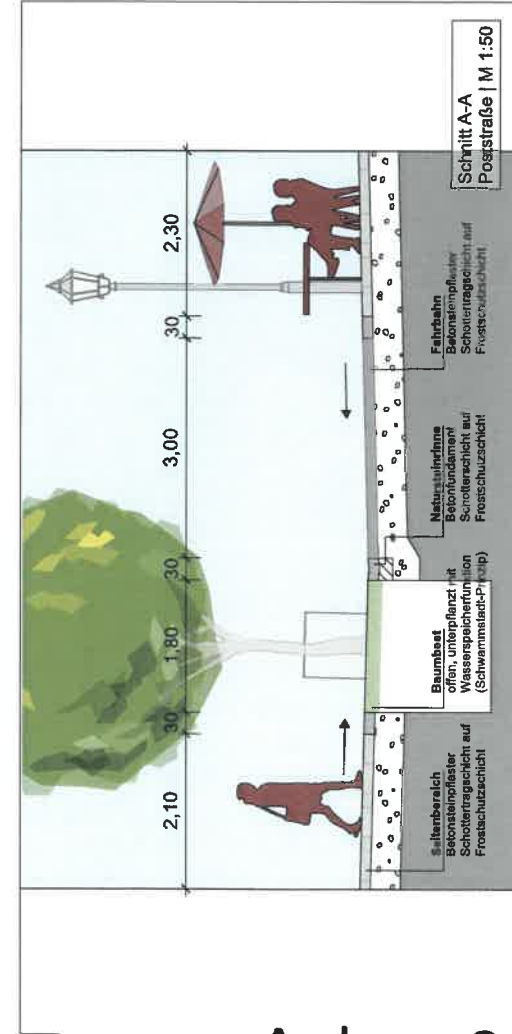 2,10
30
1,80
30
3,00
30
2,30
Seitenbereich
Betonsteinpflaster
Schottertragschicht auf
Frostschutzschicht
Baumbeet
offen, unterpflanzt mit
Wasserspeicherfunktion
(Schwammstadt-Prinzip)
Natursteinrinne
Betonfundament
Schotterschicht auf
Frostschutzschicht
Fahrbahn
Betonsteinpflaster
Schottertragschicht auf
Frostschutzschicht
Schnitt A-A
Poststraße | M 1:50